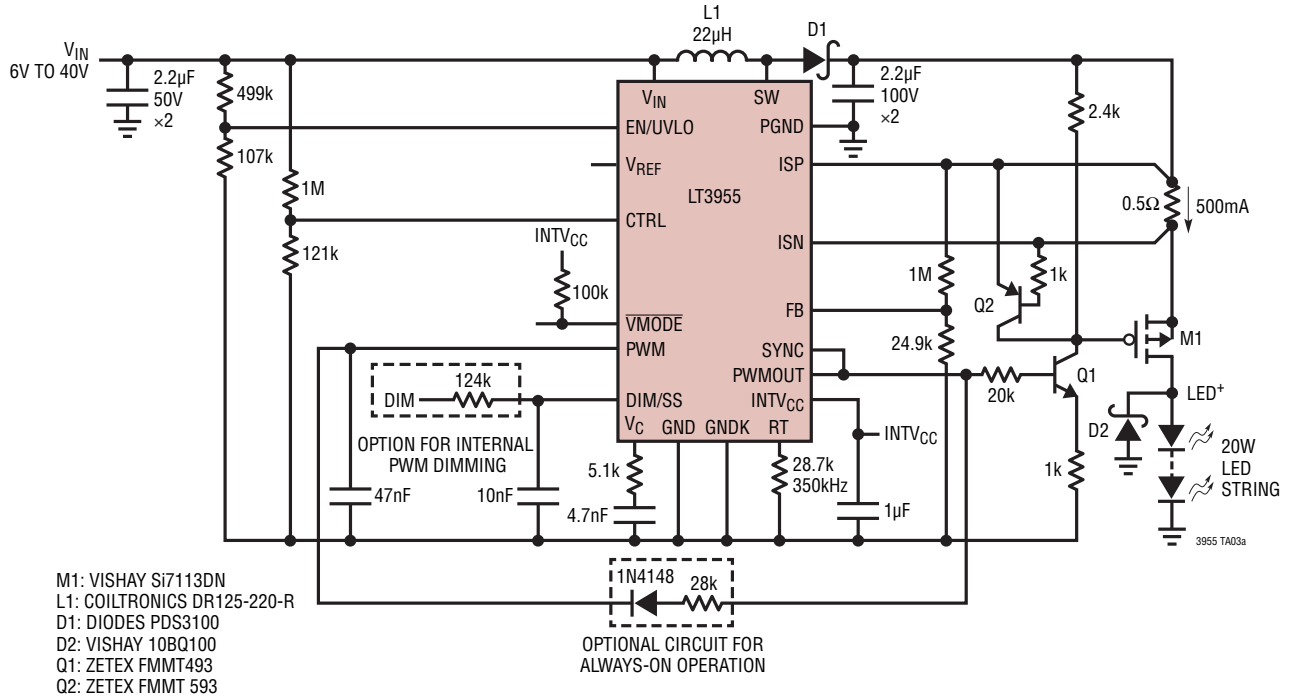 L1
22µH
D1
VIN
6V TO 40V
2.2µF
50V
×2
499k
107k
1M
121k
VIN
SW
EN/UVLO
PGND
VREF
ISP
LT3955
CTRL
ISN
INTVCC
100k
FB
VMODE
SYNC
PWM
PWMOUT
DIM/SS
INTVCC
VC
GND
GNDK
RT
2.2µF
100V
×2
2.4k
0.5Ω
500mA
1M
1k
Q2
24.9k
M1
20k
Q1
LED+
D2
20W
LED
STRING
1k
INTVCC
1µF
124k
DIM
OPTION FOR INTERNAL
PWM DIMMING
47nF
10nF
5.1k
4.7nF
28.7k
350kHz
3955 TA03a
1N4148
28k
OPTIONAL CIRCUIT FOR
ALWAYS-ON OPERATION
M1: VISHAY Si7113DN
L1: COILTRONICS DR125-220-R
D1: DIODES PDS3100
D2: VISHAY 10BQ100
Q1: ZETEX FMMT493
Q2: ZETEX FMMT 593